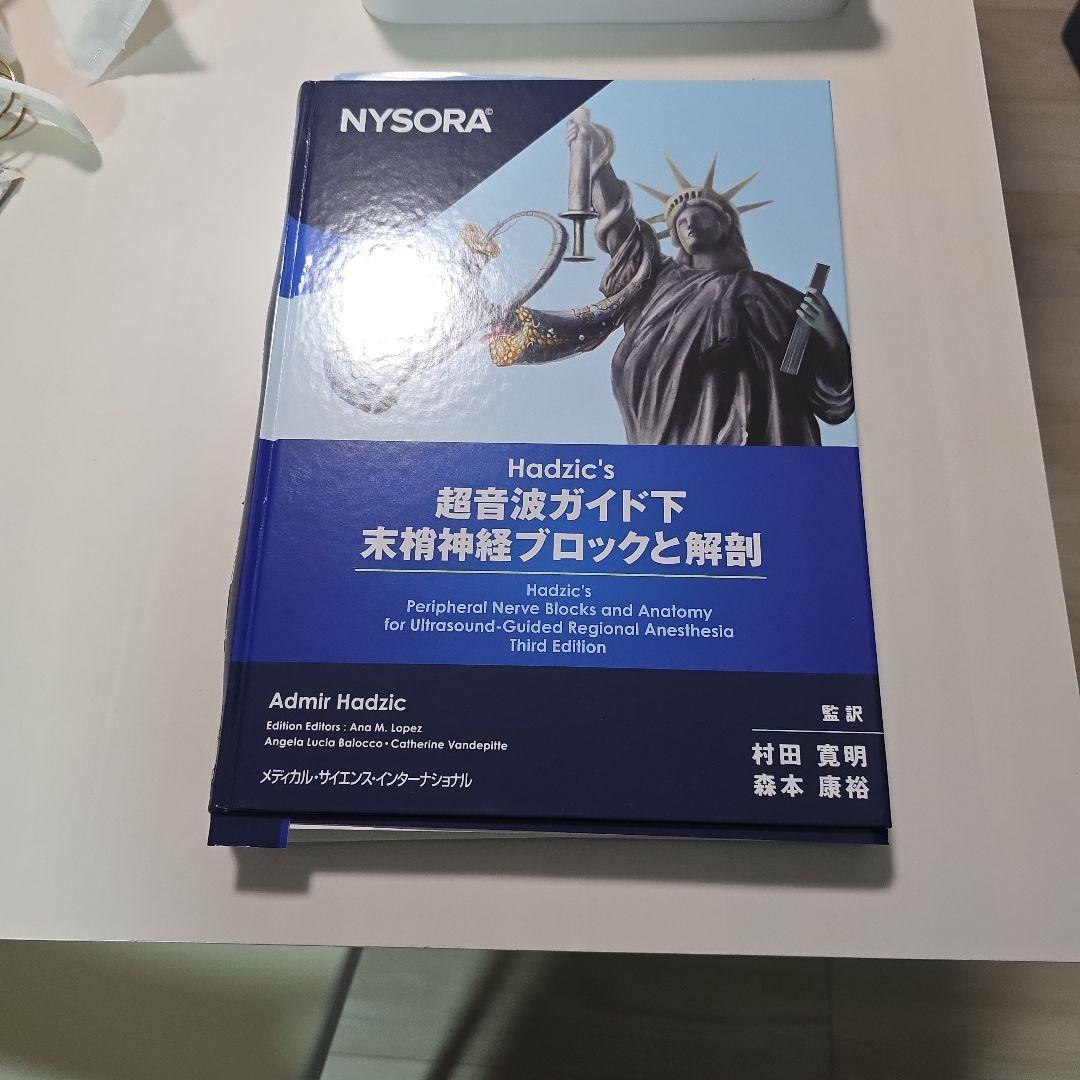 NYSORA©
Hadzic's
超音波ガイド下
末梢神経ブロックと解剖
Hadzic's
Peripheral Nerve Blocks and Anatomy
for Ultrasound-Guided Regional Anesthesia
Third Edition
Admir Hadzic
Edition Editors : Ana M. Lopez
Angela Lucia Balocco・Catherine Vandepitte
メディカル・サイエンス・インターナショナル
監訳
村田 寛明
森本 康裕